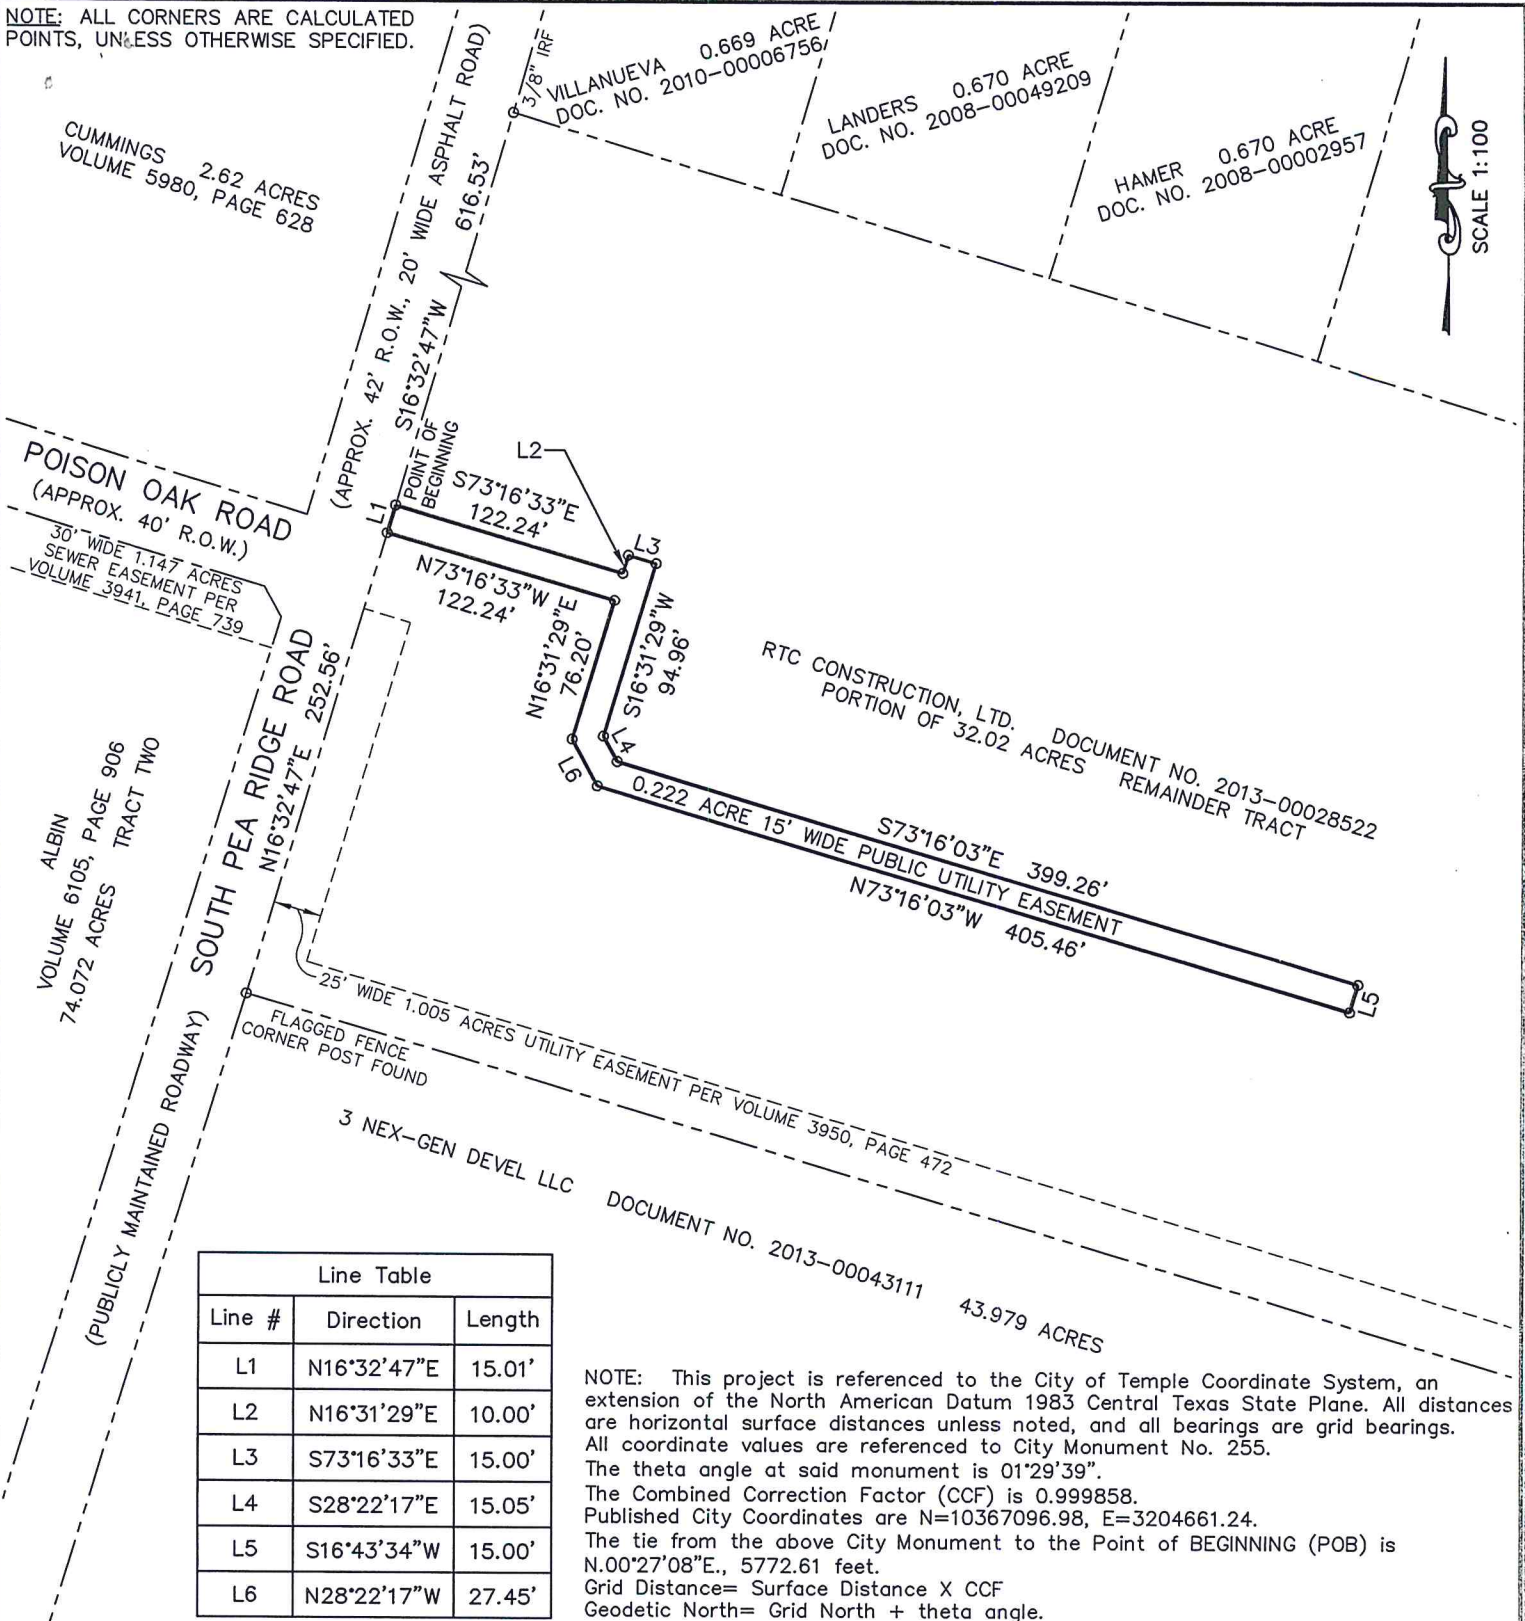 NOTE: ALL CORNERS ARE CALCULATED
POINTS, UNLESS OTHERWISE SPECIFIED.
CUMMINGS 2.62 ACRES
VOLUME 5980, PAGE 628
(APPROX. 42' R.O.W., 20' WIDE ASPHALT ROAD)
S16°32'47"W 616.53'
3/8" IRF
VILLANUEVA 0.669 ACRE
DOC. NO. 2010-00006756
LANDERS 0.670 ACRE
DOC. NO. 2008-00049209
HAMER 0.670 ACRE
DOC. NO. 2008-00002957
SCALE 1:100
POISON OAK ROAD
(APPROX. 40' R.O.W.)
30' WIDE 1.147 ACRES
SEWER EASEMENT PER
VOLUME 3941, PAGE 739
POINT OF
BEGINNING
L1
S73°16'33"E
122.24'
L2
L3
N73°16'33"W
122.24'
N16°31'29"E
76.20'
S16°31'29"W
94.96'
L4
L6
RTC CONSTRUCTION, LTD. DOCUMENT NO. 2013-00028522
PORTION OF 32.02 ACRES REMAINDER TRACT
0.222 ACRE 15' WIDE PUBLIC UTILITY EASEMENT
S73°16'03"E 399.26'
N73°16'03"W 405.46'
L5
SOUTH PEA RIDGE ROAD
N16°32'47"E 252.56'
(PUBLICLY MAINTAINED ROADWAY)
ALBIN
VOLUME 6105, PAGE 906
74.072 ACRES TRACT TWO
25' WIDE 1.005 ACRES UTILITY EASEMENT PER VOLUME 3950, PAGE 472
FLAGGED FENCE
CORNER POST FOUND
3 NEX-GEN DEVEL LLC DOCUMENT NO. 2013-00043111 43.979 ACRES
Line Table
Line # Direction Length
L1 N16°32'47"E 15.01'
L2 N16°31'29"E 10.00'
L3 S73°16'33"E 15.00'
L4 S28°22'17"E 15.05'
L5 S16°43'34"W 15.00'
L6 N28°22'17"W 27.45'
NOTE: This project is referenced to the City of Temple Coordinate System, an
extension of the North American Datum 1983 Central Texas State Plane. All distances
are horizontal surface distances unless noted, and all bearings are grid bearings.
All coordinate values are referenced to City Monument No. 255.
The theta angle at said monument is 01°29'39".
The Combined Correction Factor (CCF) is 0.999858.
Published City Coordinates are N=10367096.98, E=3204661.24.
The tie from the above City Monument to the Point of BEGINNING (POB) is
N.00°27'08"E., 5772.61 feet.
Grid Distance= Surface Distance X CCF
Geodetic North= Grid North + theta angle.